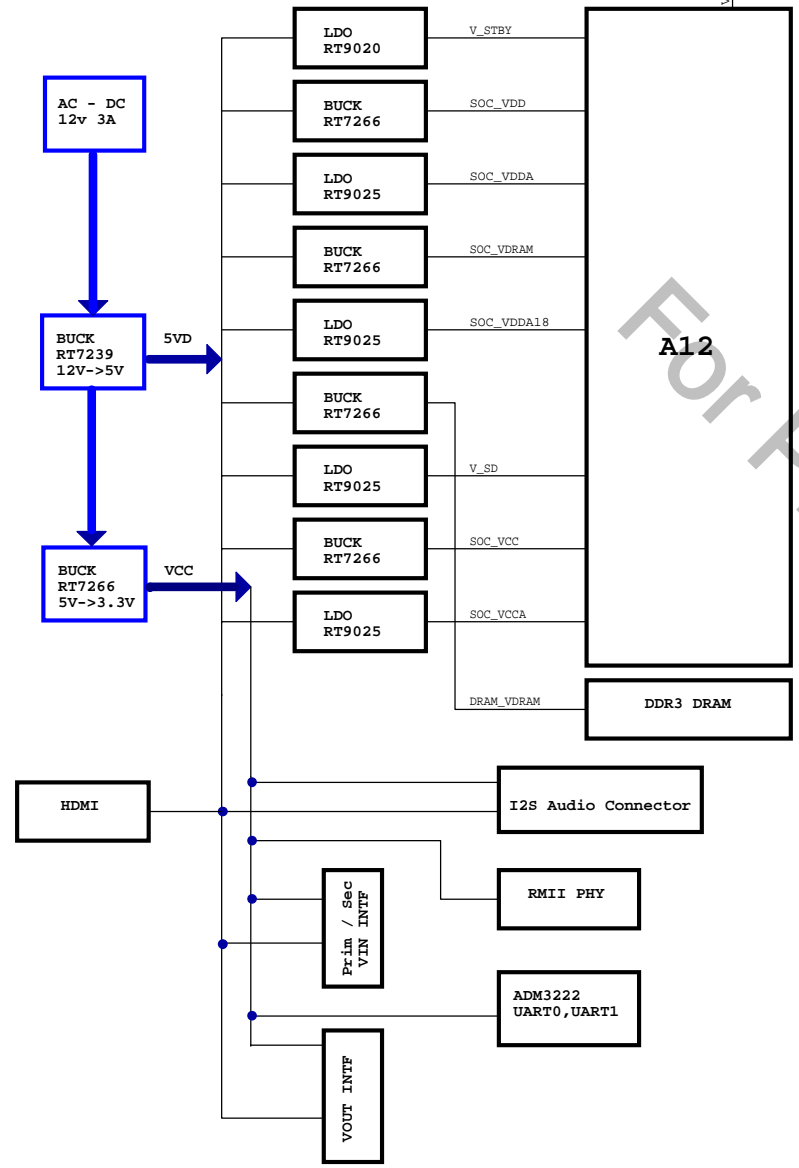 LDO
RT9020
V_STBY
AC - DC
12v 3A
BUCK
RT7266
SOC_VDD
LDO
RT9025
SOC_VDDA
BUCK
RT7266
SOC_VDRAM
BUCK
RT7239
12V->5V
5VD
LDO
RT9025
SOC_VDDA18
A12
For
BUCK
RT7266
LDO
RT9025
V_SD
BUCK
RT7266
5V->3.3V
VCC
BUCK
RT7266
SOC_VCC
LDO
RT9025
SOC_VCCA
DRAM_VDRAM
DDR3 DRAM
HDMI
I2S Audio Connector
Prim / Sec
VIN INTF
RMII PHY
ADM3222
UART0,UART1
VOUT INTF